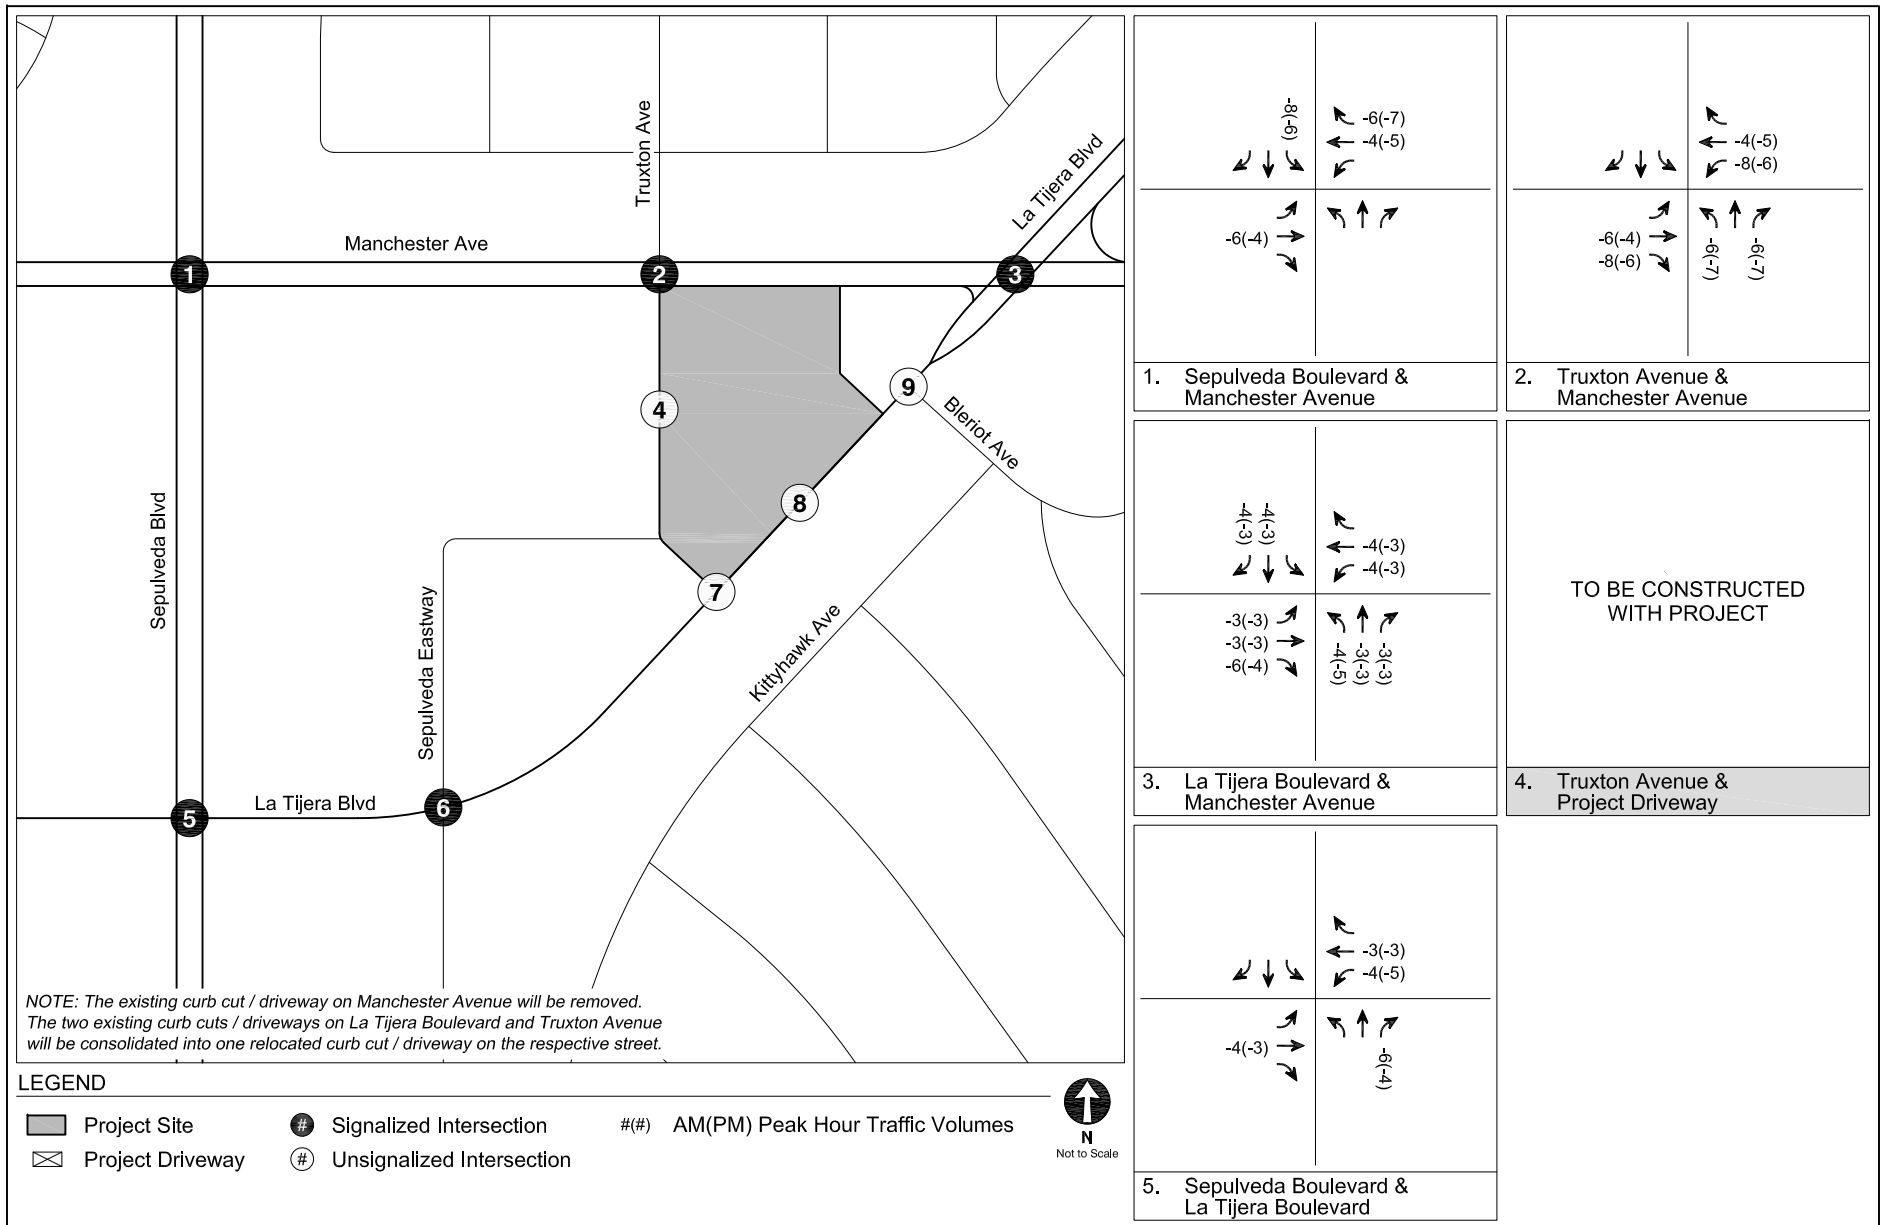 Truxton Ave
La Tijera Blvd
Manchester Ave
1
2
3
4
9
Bleriot Ave
8
Sepulveda Blvd
7
Sepulveda Eastway
Kittyhawk Ave
La Tijera Blvd
5
6
NOTE: The existing curb cut / driveway on Manchester Avenue will be removed.
The two existing curb cuts / driveways on La Tijera Boulevard and Truxton Avenue
will be consolidated into one relocated curb cut / driveway on the respective street.
LEGEND
Project Site
# Signalized Intersection
#(#) AM(PM) Peak Hour Traffic Volumes
Project Driveway
# Unsignalized Intersection
N
Not to Scale
-8(-6)
-6(-7)
-4(-5)
-6(-4)
1. Sepulveda Boulevard &
Manchester Avenue
-4(-5)
-8(-6)
-6(-4)
-8(-6)
-6(-7)
-6(-7)
2. Truxton Avenue &
Manchester Avenue
-4(-3)
-4(-3)
-4(-3)
-4(-3)
-3(-3)
-3(-3)
-6(-4)
-4(-5)
-3(-3)
-3(-3)
3. La Tijera Boulevard &
Manchester Avenue
TO BE CONSTRUCTED
WITH PROJECT
4. Truxton Avenue &
Project Driveway
-3(-3)
-4(-5)
-4(-3)
-6(-4)
5. Sepulveda Boulevard &
La Tijera Boulevard